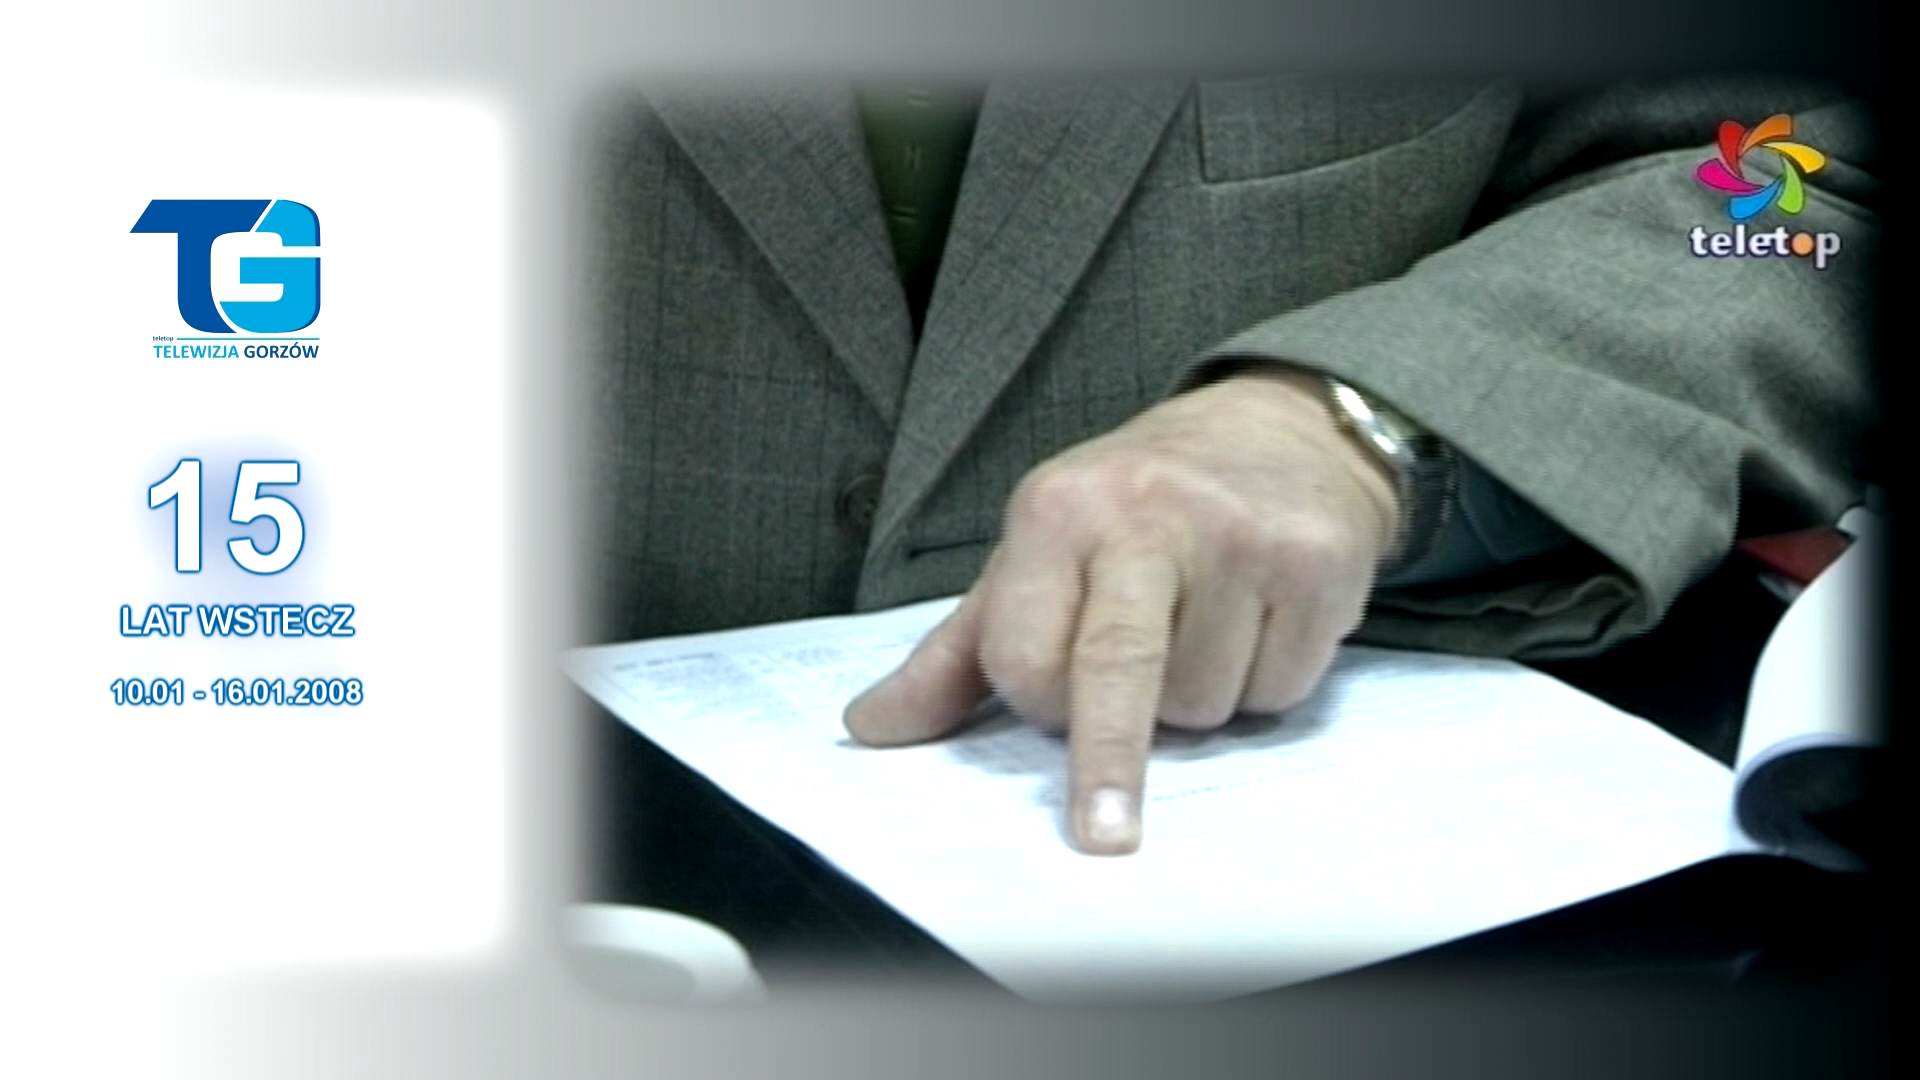 TG
teletop
TELEWIZJA GORZÓW
15
LAT WSTECZ
10.01 - 16.01.2008
teletop